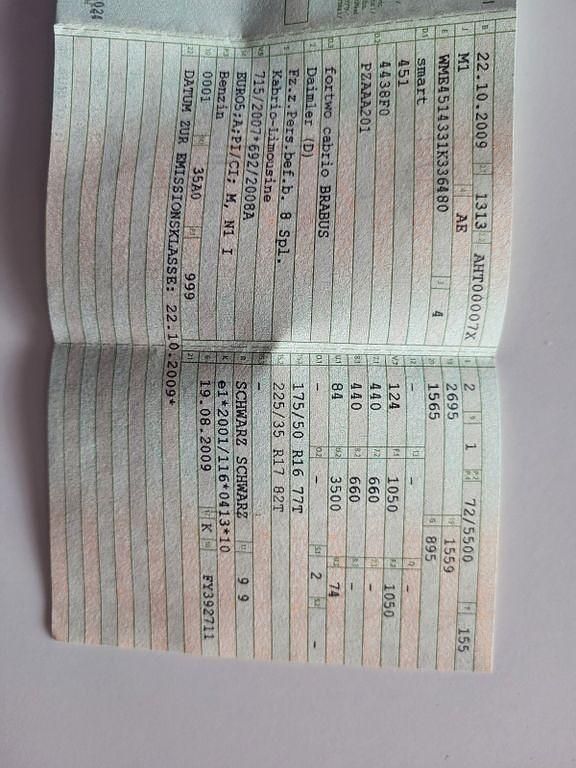 22.10.2009 1313 AHT00007X
M1 AE
WME4514331K336480 4
smart
451
4438F0
PZAAA201
fortwo cabrio BRABUS
Daimler (D)
Fz.z.Pers.bef.b. 8 Spl.
Kabrio-Limousine
715/2007*692/2008A
EURO5;A;PI/CI; M, N1 I
Benzin
0001 35A0 999
DATUM ZUR EMISSIONSKLASSE: 22.10.2009*
2 1 72/5500 155
2695 1559
1565 895
- - -
124 1050 1050
440 660 -
440 660 -
84 3500 74
- - 2 -
175/50 R16 77T
225/35 R17 82T
-
SCHWARZ SCHWARZ 9 9
e1*2001/116*0413*10
19.08.2009 K FY392711